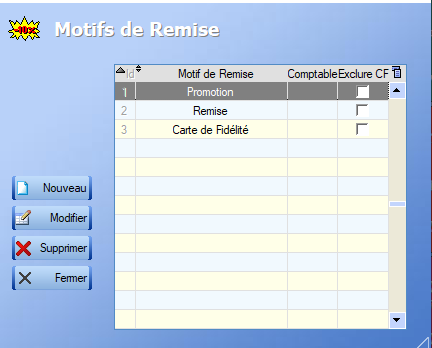 Motifs de Remise
Id Motif de Remise Comptable Exclure CF
1 Promotion
2 Remise
3 Carte de Fidélité
Nouveau
Modifier
Supprimer
Fermer